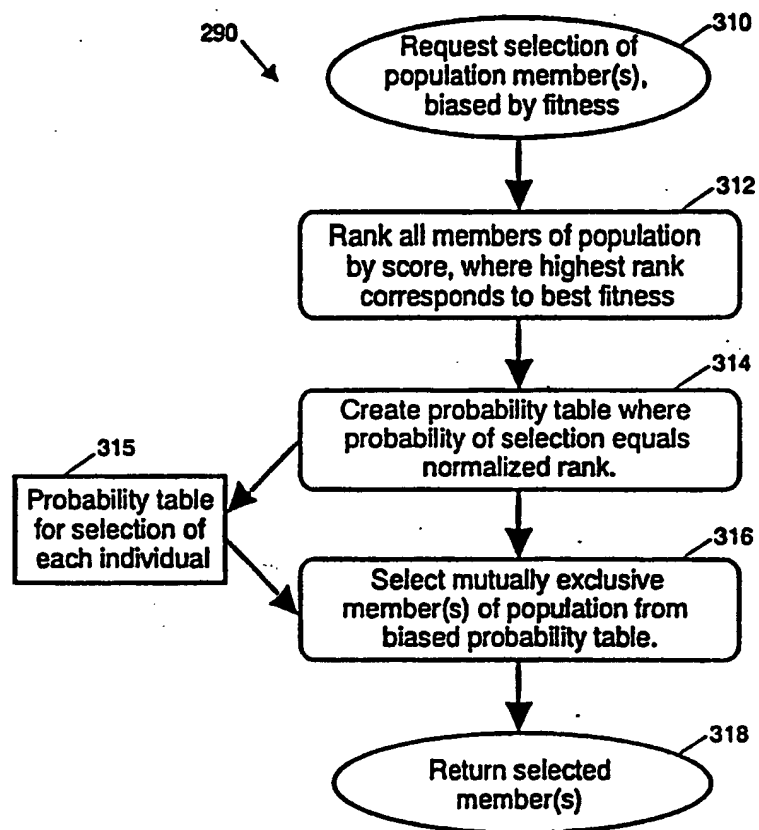 290
310
Request selection of
population member(s),
biased by fitness
312
Rank all members of population
by score, where highest rank
corresponds to best fitness
314
Create probability table where
probability of selection equals
normalized rank.
315
Probability table
for selection of
each individual
316
Select mutually exclusive
member(s) of population from
biased probability table.
318
Return selected
member(s)